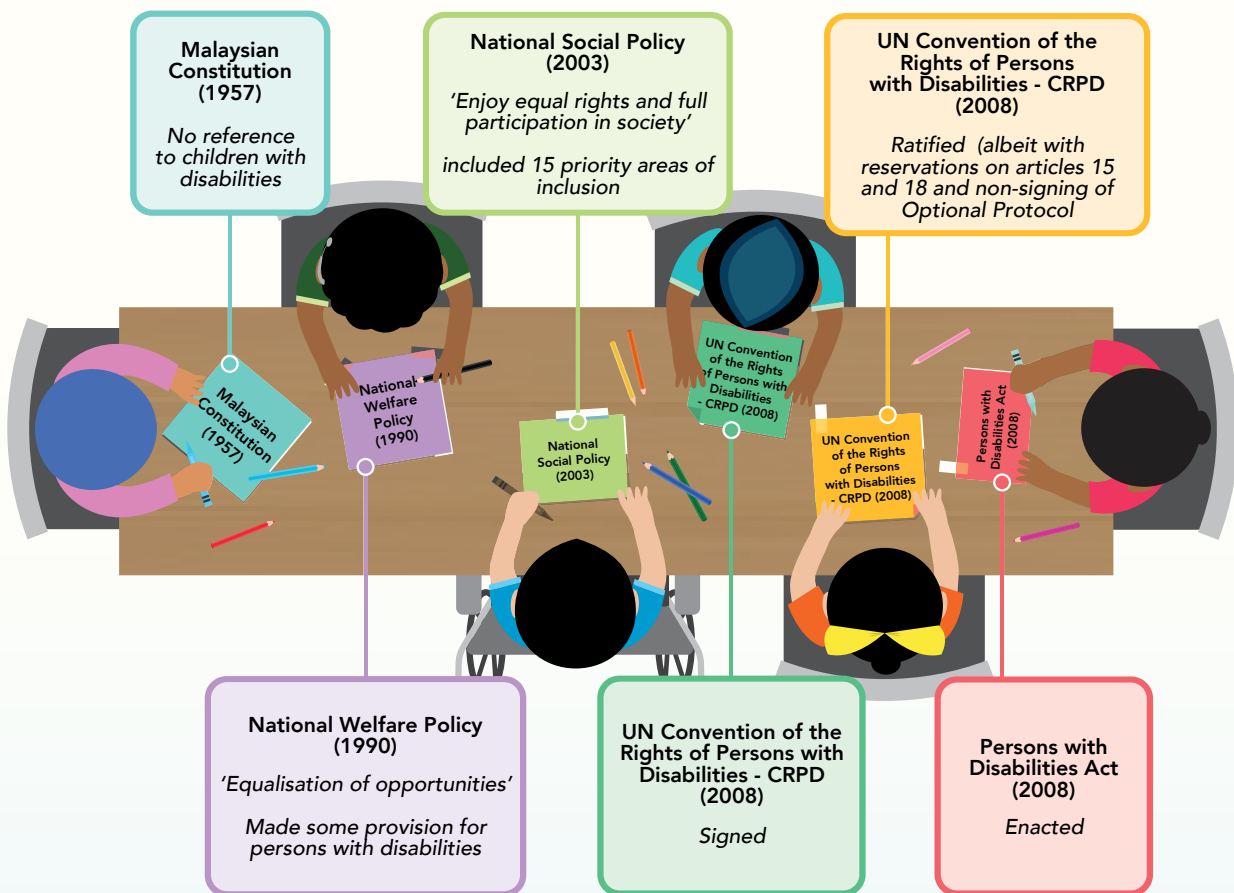 Malaysian
Constitution
(1957)
No reference
to children with
disabilities
National Social Policy
(2003)
'Enjoy equal rights and full
participation in society'
included 15 priority areas of
inclusion
UN Convention of the
Rights of Persons
with Disabilities - CRPD
(2008)
Ratified (albeit with
reservations on articles 15
and 18 and non-signing of
Optional Protocol
Malaysian
Constitution
(1957)
National
Welfare
Policy
(1990)
National
Social Policy
(2003)
UN Convention
of the Rights
of Persons with
Disabilities
- CRPD (2008)
UN Convention
of the Rights
of Persons
with Disabilities
- CRPD (2008)
Persons with
Disabilities Act
(2008)
National Welfare Policy
(1990)
'Equalisation of opportunities'
Made some provision for
persons with disabilities
UN Convention of the
Rights of Persons with
Disabilities - CRPD
(2008)
Signed
Persons with
Disabilities Act
(2008)
Enacted